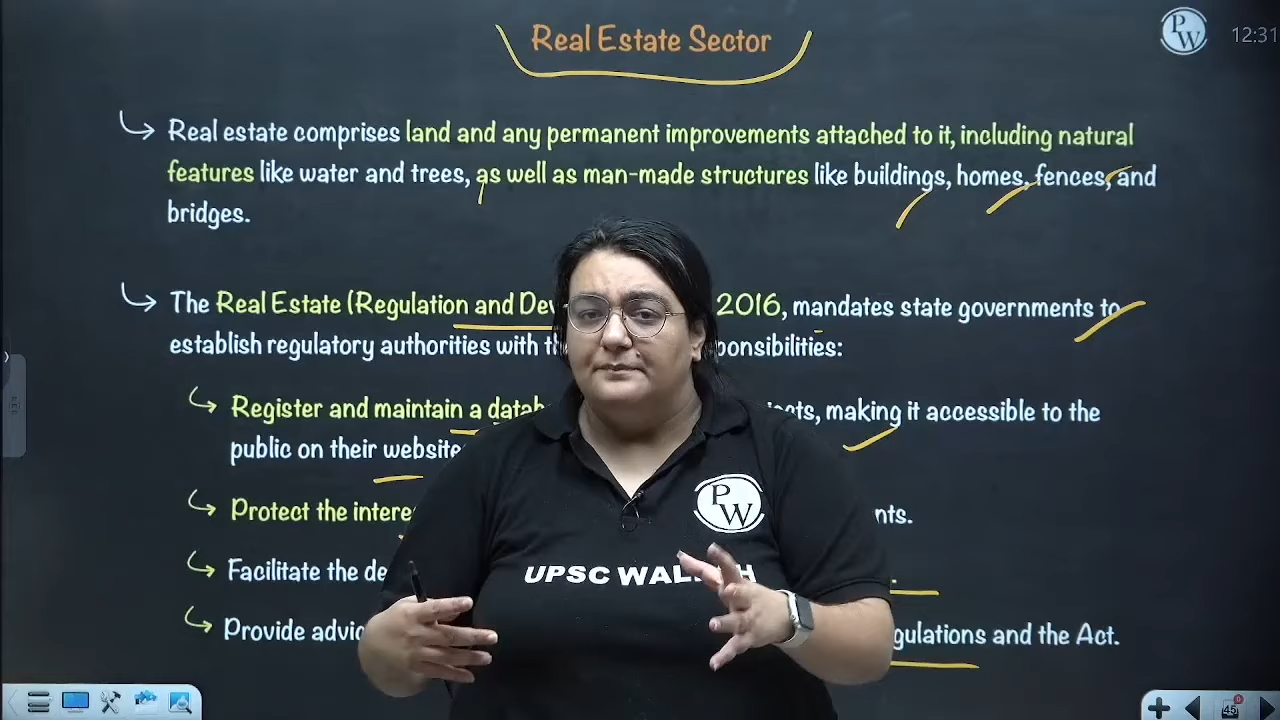 Real Estate Sector
PW
12:31
Real estate comprises land and any permanent improvements attached to it, including natural
features like water and trees, as well as man-made structures like buildings, homes, fences, and
bridges.
The Real Estate (Regulation and Dev 2016, mandates state governments to
establish regulatory authorities with th ponsibilities:
Register and maintain a datab jects, making it accessible to the
public on their website
Protect the intere nts.
PW
UPSC WAL H
Facilitate the de
Provide advic gulations and the Act.
45